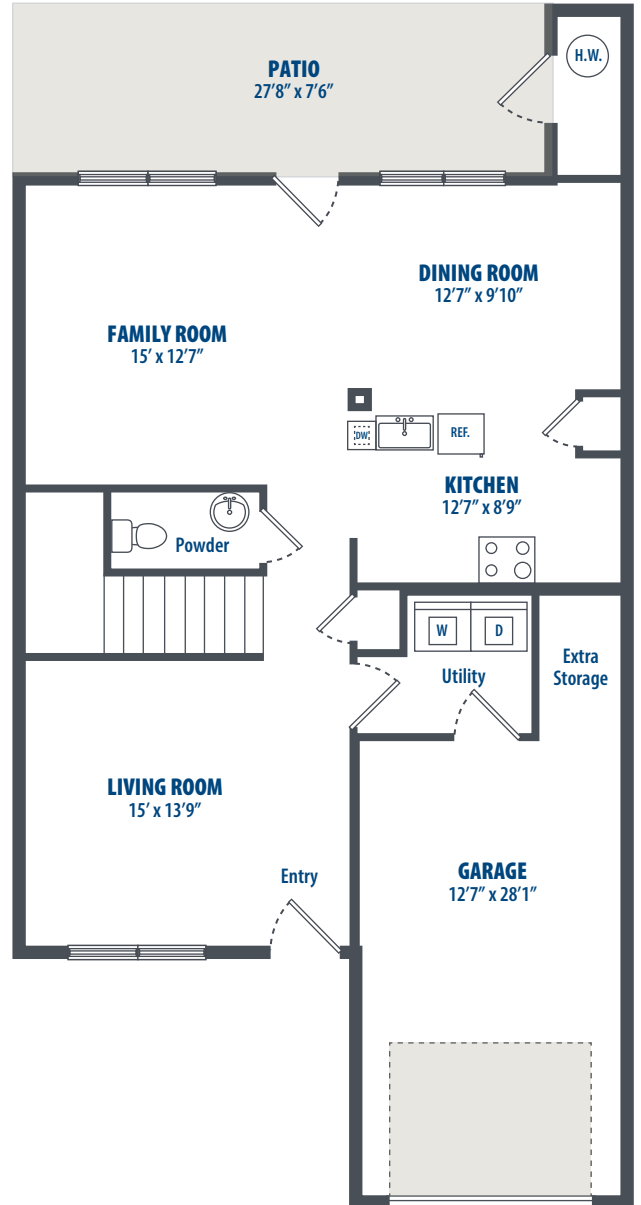 PATIO
27′8″ x 7′6″
H.W.
DINING ROOM
12′7″ x 9′10″
FAMILY ROOM
15′ x 12′7″
DW
REF.
KITCHEN
12′7″ x 8′9″
Powder
W
D
Utility
Extra
Storage
LIVING ROOM
15′ x 13′9″
Entry
GARAGE
12′7″ x 28′1″